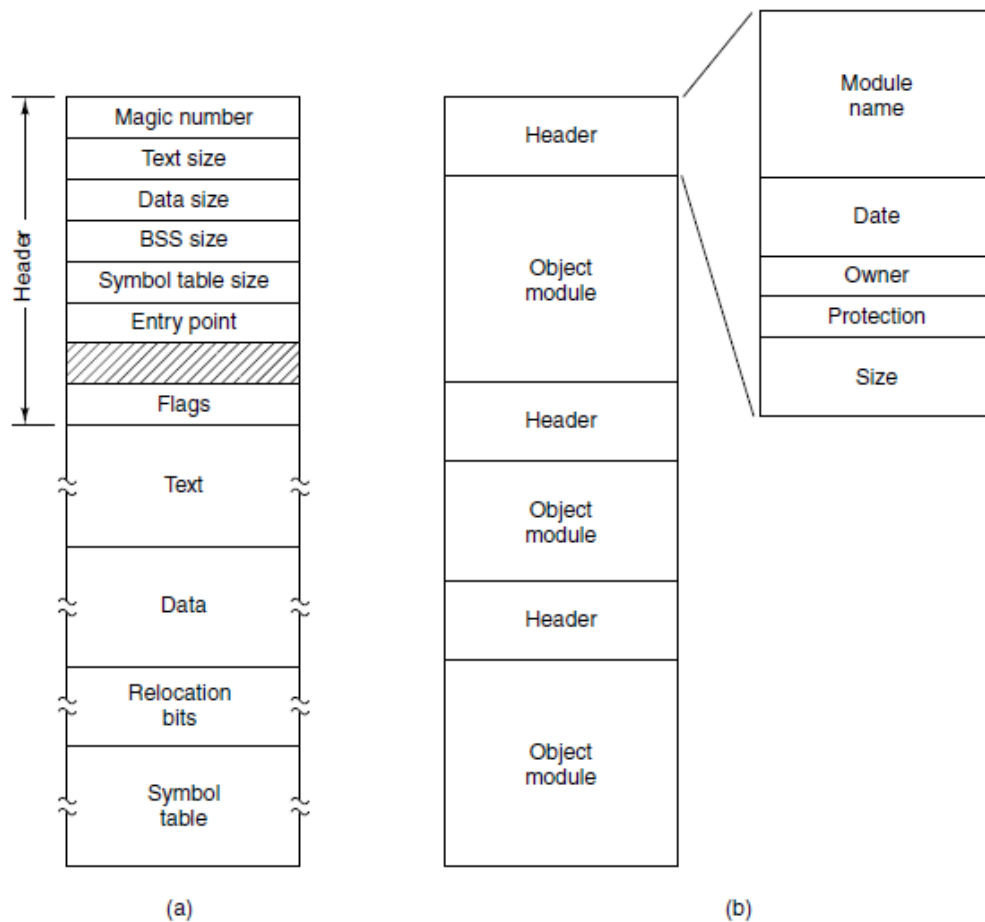 Header
Magic number
Text size
Data size
BSS size
Symbol table size
Entry point
Flags
Text
Data
Relocation
bits
Symbol
table
(a)
Header
Object
module
Header
Object
module
Header
Object
module
Module
name
Date
Owner
Protection
Size
(b)